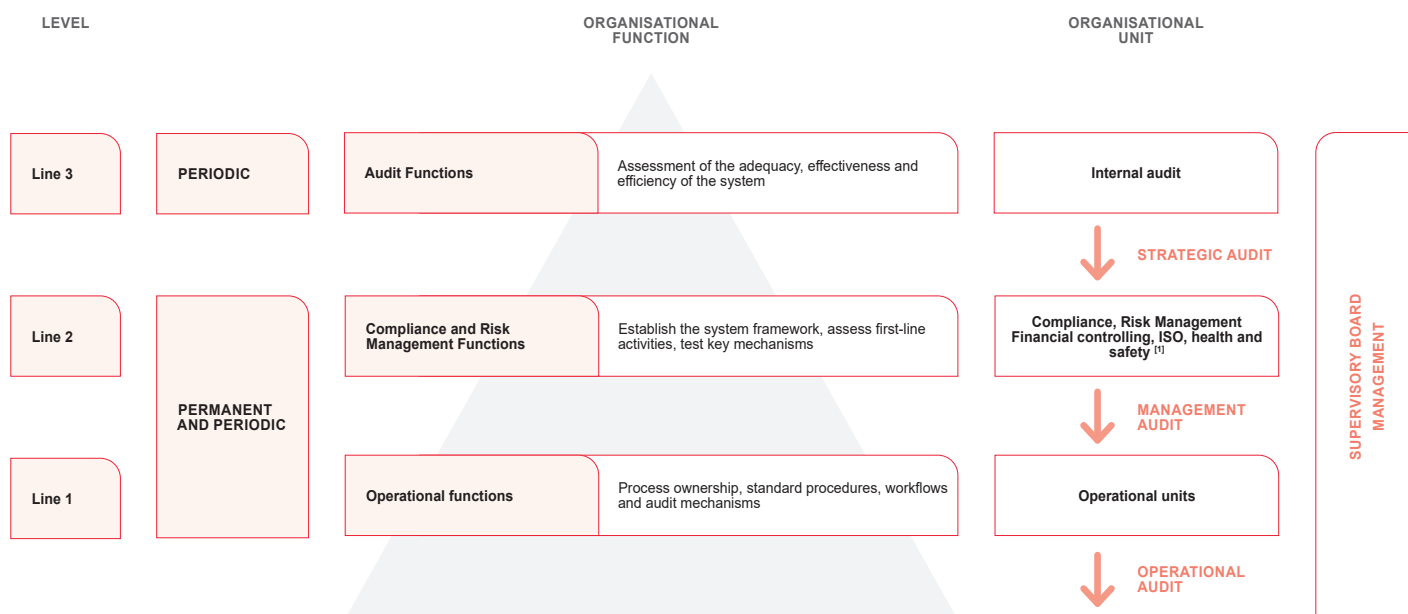 LEVEL
ORGANISATIONAL
FUNCTION
ORGANISATIONAL
UNIT
Line 3
PERIODIC
Audit Functions
Assessment of the adequacy, effectiveness and
efficiency of the system
Internal audit
STRATEGIC AUDIT
Line 2
PERMANENT
AND PERIODIC
Compliance and Risk
Management Functions
Establish the system framework, assess first-line
activities, test key mechanisms
Compliance, Risk Management
Financial controlling, ISO, health and
safety [1]
MANAGEMENT
AUDIT
Line 1
Operational functions
Process ownership, standard procedures, workflows
and audit mechanisms
Operational units
OPERATIONAL
AUDIT
SUPERVISORY BOARD
MANAGEMENT